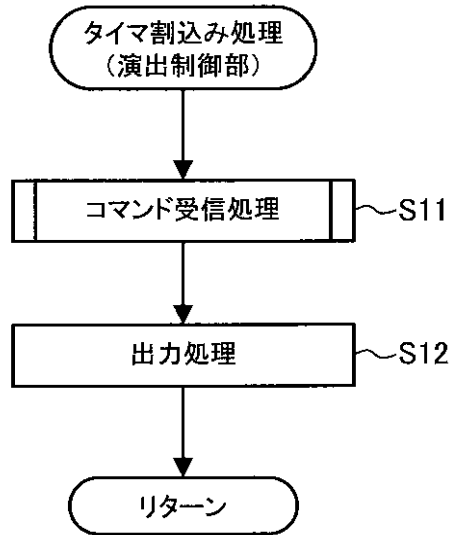 タイマ割込み処理
（演出制御部）
コマンド受信処理
S11
出力処理
S12
リターン